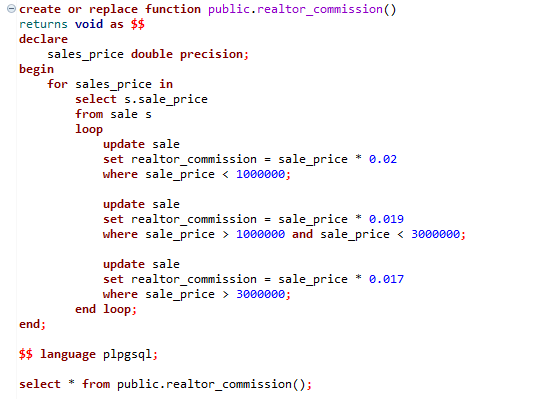 create or replace function public.realtor_commission()
returns void as $$
declare
    sales_price double precision;
begin
    for sales_price in
        select s.sale_price
        from sale s
        loop
            update sale
            set realtor_commission = sale_price * 0.02
            where sale_price < 1000000;

            update sale
            set realtor_commission = sale_price * 0.019
            where sale_price > 1000000 and sale_price < 3000000;

            update sale
            set realtor_commission = sale_price * 0.017
            where sale_price > 3000000;
        end loop;
end;

$$ language plpgsql;

select * from public.realtor_commission();